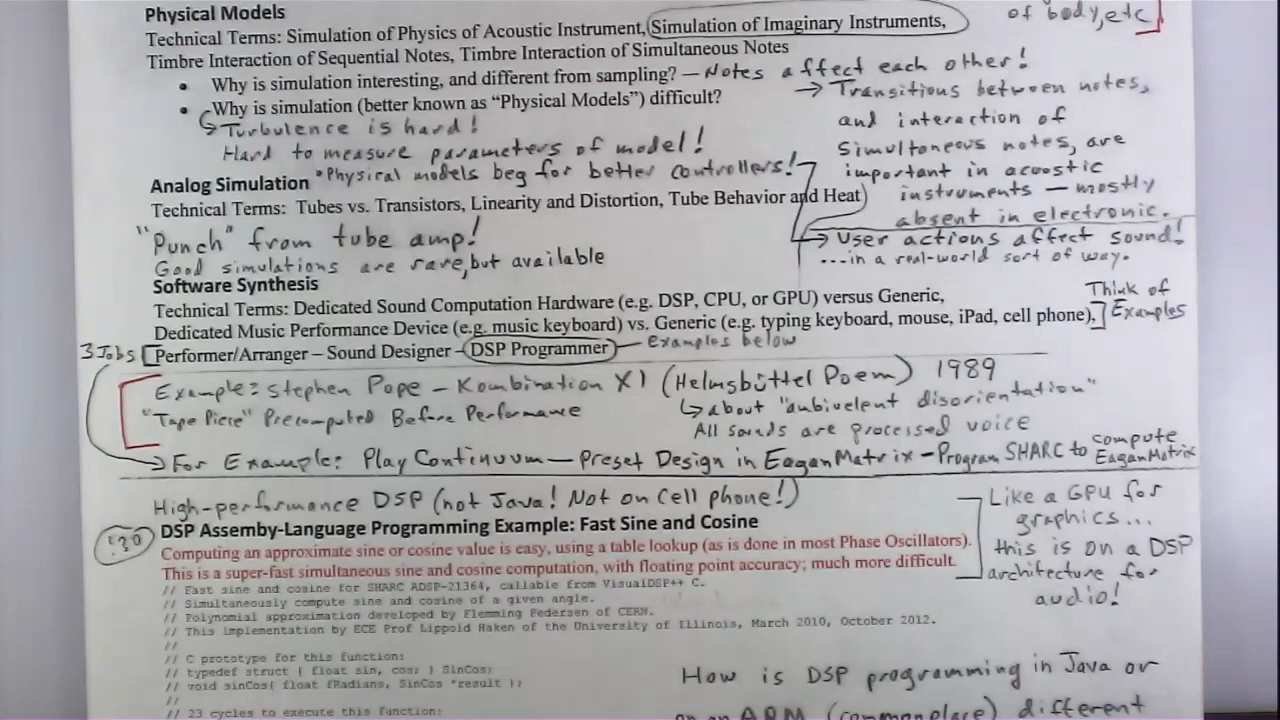 Physical Models
of body, etc
Technical Terms: Simulation of Physics of Acoustic Instrument, Simulation of Imaginary Instruments,
Timbre Interaction of Sequential Notes, Timbre Interaction of Simultaneous Notes
• Why is simulation interesting, and different from sampling? — Notes affect each other!
• Why is simulation (better known as “Physical Models”) difficult?
→ Transitions between notes,
and interaction of
simultaneous notes, are
important in acoustic
instruments — mostly
absent in electronic.
Turbulence is hard!
Hard to measure parameters of model!
• Physical models beg for better controllers!
→ User actions affect sound!
...in a real-world sort of way.
Analog Simulation
Technical Terms: Tubes vs. Transistors, Linearity and Distortion, Tube Behavior and Heat
"Punch" from tube amp!
Good simulations are rare, but available
Software Synthesis
Technical Terms: Dedicated Sound Computation Hardware (e.g. DSP, CPU, or GPU) versus Generic,
Dedicated Music Performance Device (e.g. music keyboard) vs. Generic (e.g. typing keyboard, mouse, iPad, cell phone),
Think of
Examples
3 Jobs [Performer/Arranger – Sound Designer – DSP Programmer — examples below
Example: Stephen Pope — Kombination XI (Helmsbüttel Poem) 1989
"Tape Piece" Precomputed Before Performance
↳ about "anbivelent disorientation"
All sounds are processed voice
→ For Example: Play Continuum — Preset Design in EaganMatrix — Program SHARC to compute EaganMatrix
High-performance DSP (not Java! Not on Cell phone!)
:30
DSP Assemby-Language Programming Example: Fast Sine and Cosine
Computing an approximate sine or cosine value is easy, using a table lookup (as is done in most Phase Oscillators).
This is a super-fast simultaneous sine and cosine computation, with floating point accuracy; much more difficult.
Like a GPU for
graphics...
this is on a DSP
architecture for
audio!
// Fast sine and cosine for SHARC ADSP-21364, callable from VisualDSP++ C.
// Simultaneously compute sine and cosine of a given angle.
// Polynomial approximation developed by Flemming Pedersen of CERN.
// This implementation by ECE Prof Lippold Haken of the University of Illinois, March 2010, October 2012.
//
// C prototype for this function:
// typedef struct { float sin, cos; } SinCos;
// void sinCos( float fRadians, SinCos *result );
//
// 23 cycles to execute this function:
How is DSP programming in Java or
on an ARM (commonplace) different